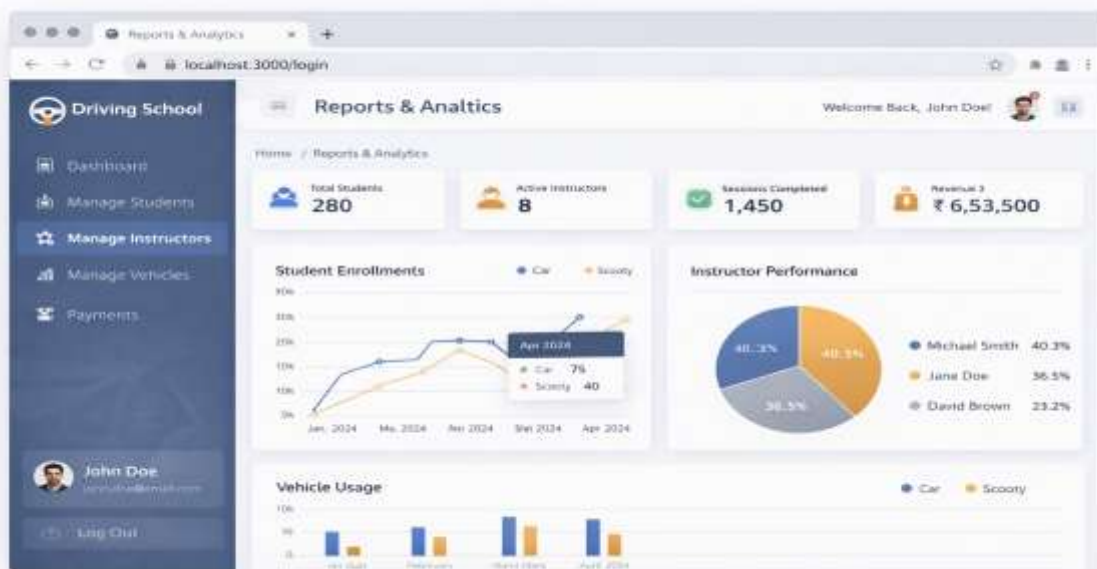 Reports & Analytics
localhost:3000/login
Driving School
Reports & Analtics
Welcome Back, John Doe!
Home / Reports & Analytics
Dashboard
Manage Students
Manage Instructors
Manage Vehicles
Payments
John Doe
Log Out
Total Students
280
Active Instructors
8
Sessions Completed
1,450
Revenue
₹ 6,53,500
Student Enrollments
Car Scooty
Jan, 2024 Apr 2024
Apr 2024
Car 75
Scooty 40
Instructor Performance
40.3%
36.5%
Michael Smith 40.3%
Jane Doe 36.5%
David Brown 23.2%
Vehicle Usage
Car Scooty